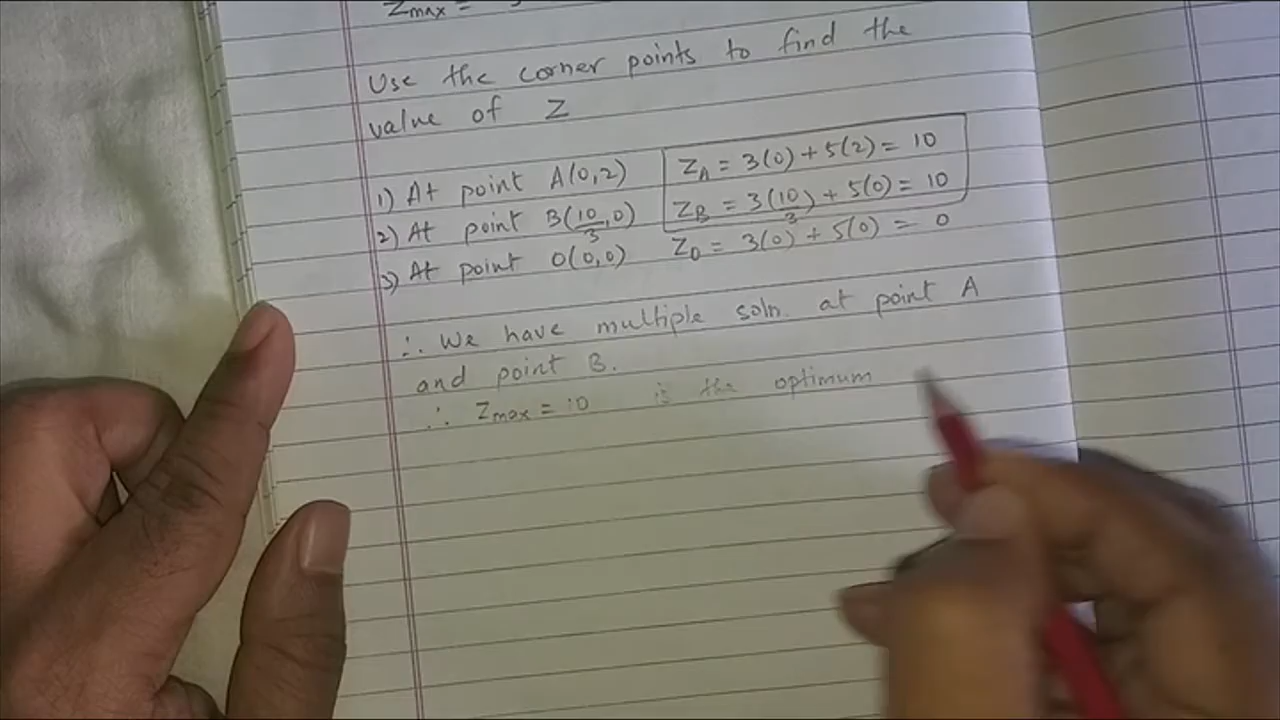 Zmax =
Use the corner points to find the
value of Z
1) At point A(0,2) Z_A = 3(0) + 5(2) = 10
2) At point B(10/3, 0) Z_B = 3(10/3) + 5(0) = 10
3) At point O(0,0) Z_O = 3(0) + 5(0) = 0
∴ We have multiple soln. at point A
and point B.
∴ Zmax = 10 is the optimum